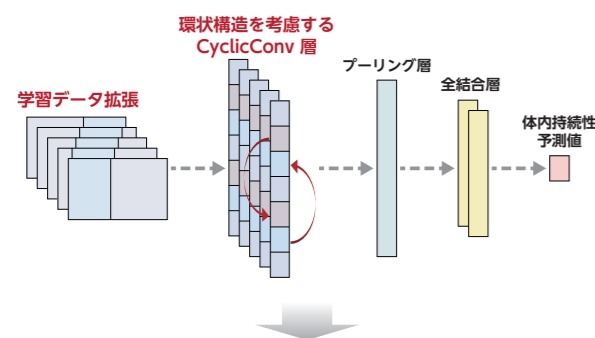 環状構造を考慮する
CyclicConv 層
プーリング層
全結合層
学習データ拡張
体内持続性
予測値